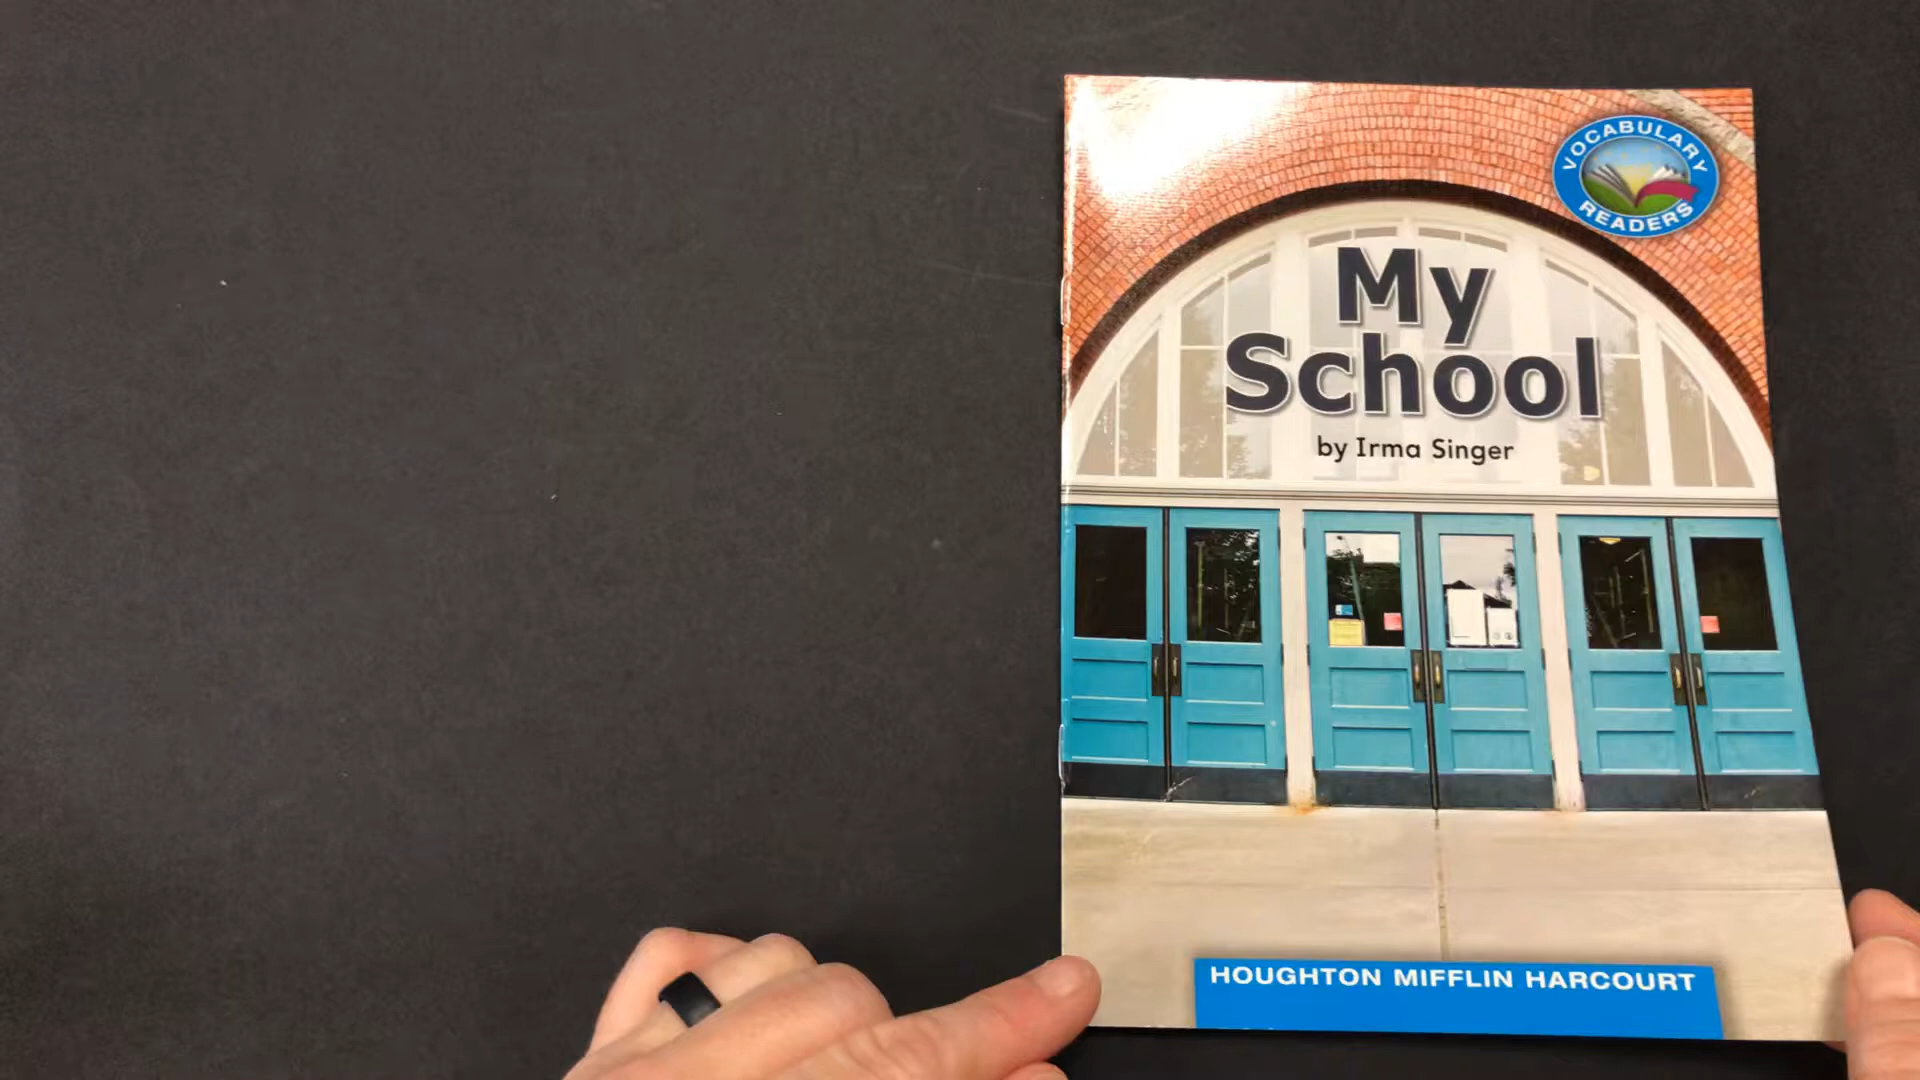 VOCABULARY
READERS
My
School
by Irma Singer
HOUGHTON MIFFLIN HARCOURT